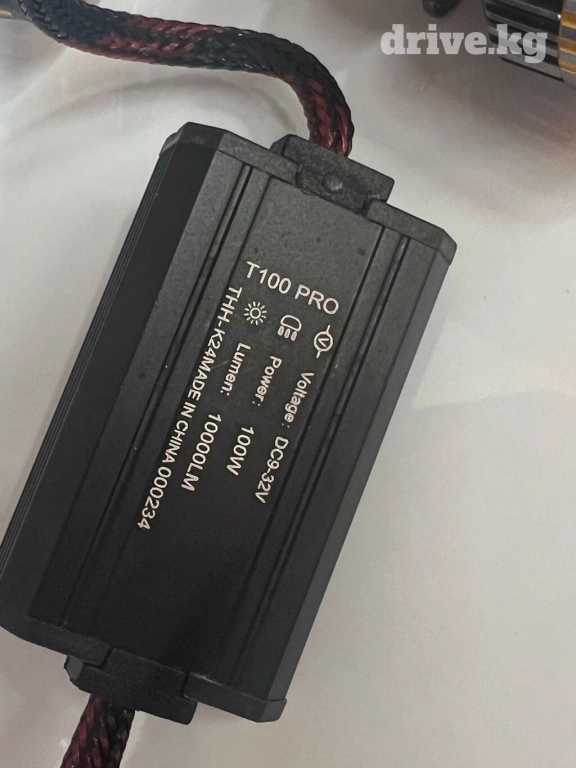 drive.kg
T100 PRO
Voltage: DC9-32V
Power: 100W
Lumen: 10000LM
THH-K24MADE IN CHINA 000234